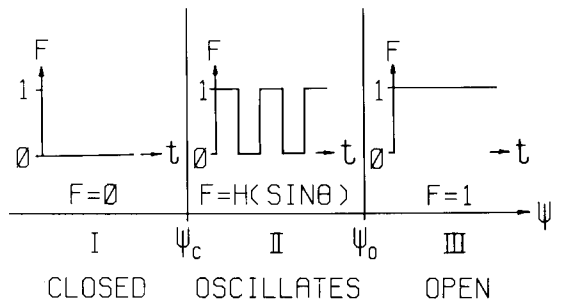 F F F
1 1 1
Ø t Ø t Ø t
F=Ø F=H(SINθ) F=1
ψ
I ψc II ψo III
CLOSED OSCILLATES OPEN